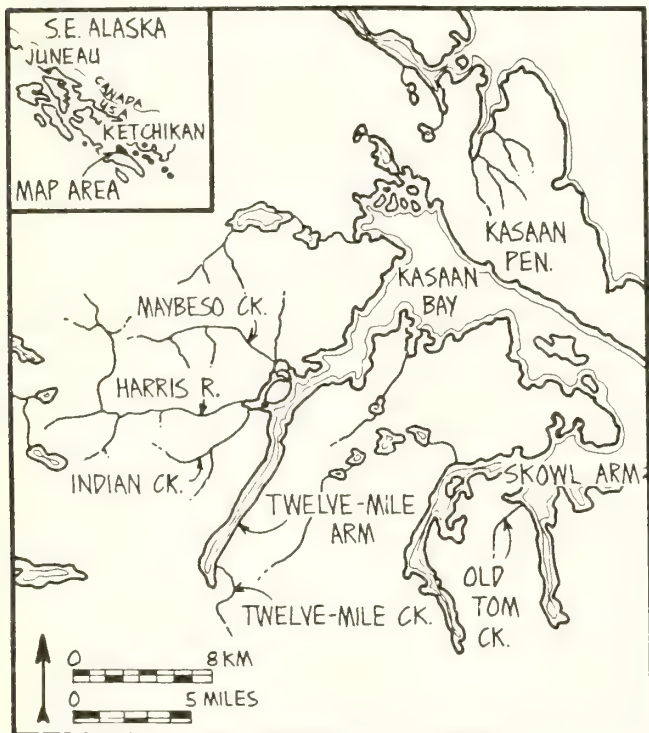 S.E. ALASKA
JUNEAU
CANADA
USA
KETCHIKAN
MAP AREA
KASAAN
PEN.
KASAAN
BAY
MAYBESO CK.
HARRIS R.
INDIAN CK.
SKOWL ARM
TWELVE-MILE
ARM
OLD
TOM
CK.
TWELVE-MILE CK.
0 8 KM
0 5 MILES